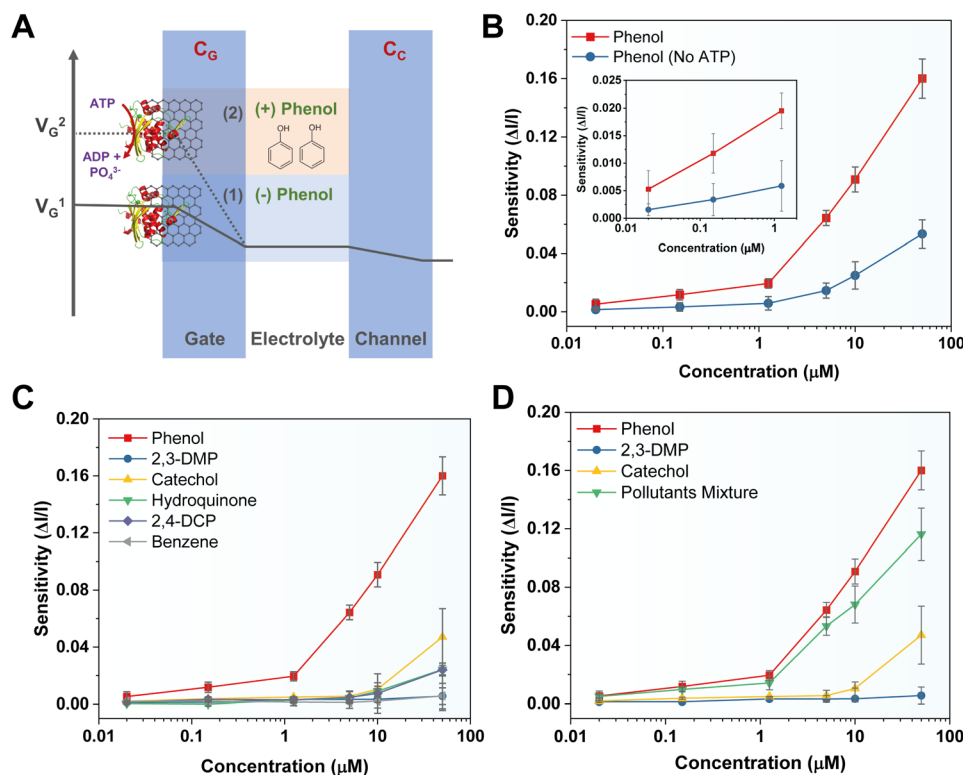 A
C_G
C_C
ATP
V_G^2
(2)
(+) Phenol
OH
OH
ADP +
PO₄³⁻
(1)
(-) Phenol
V_G^1
Gate
Electrolyte
Channel
B
Sensitivity (ΔI/I)
0.20
0.16
0.12
0.08
0.04
0.00
Phenol
Phenol (No ATP)
Sensitivity (ΔI/I)
0.025
0.020
0.015
0.010
0.005
0.000
0.01
0.1
1
Concentration (μM)
0.01
0.1
1
10
100
Concentration (μM)
C
Sensitivity (ΔI/I)
0.20
0.16
0.12
0.08
0.04
0.00
Phenol
2,3-DMP
Catechol
Hydroquinone
2,4-DCP
Benzene
0.01
0.1
1
10
100
Concentration (μM)
D
Sensitivity (ΔI/I)
0.20
0.16
0.12
0.08
0.04
0.00
Phenol
2,3-DMP
Catechol
Pollutants Mixture
0.01
0.1
1
10
100
Concentration (μM)